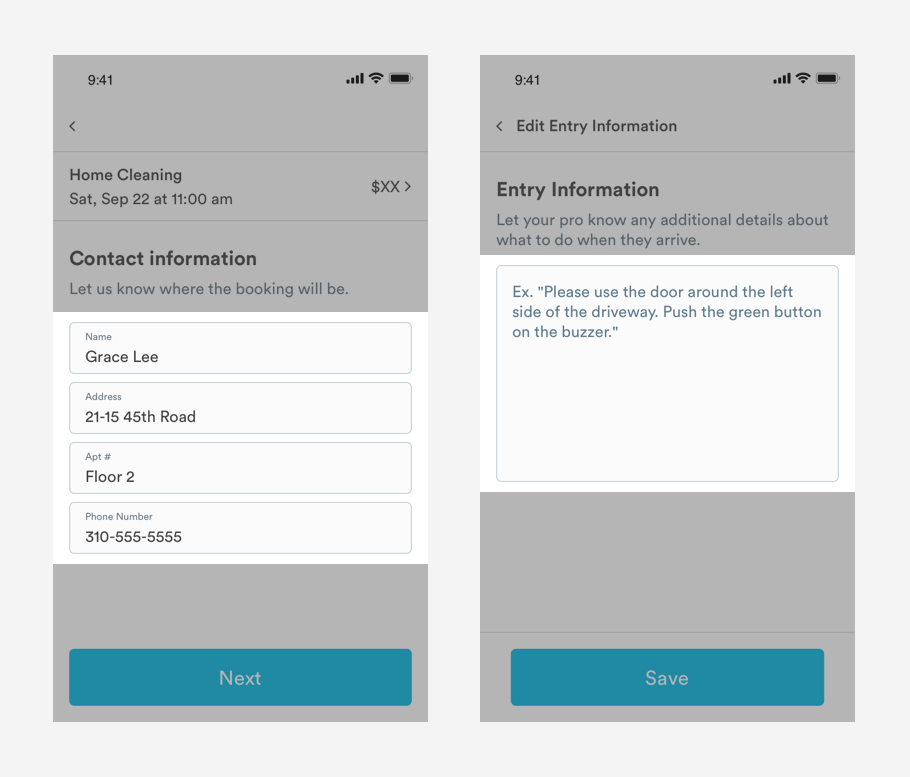 9:41
Home Cleaning
Sat, Sep 22 at 11:00 am
$XX
Contact information
Let us know where the booking will be.
Name
Grace Lee
Address
21-15 45th Road
Apt #
Floor 2
Phone Number
310-555-5555
Next
9:41
Edit Entry Information
Entry Information
Let your pro know any additional details about
what to do when they arrive.
Ex. "Please use the door around the left
side of the driveway. Push the green button
on the buzzer."
Save